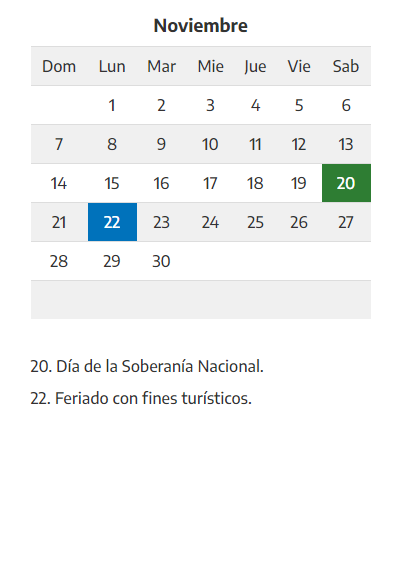 Noviembre
Dom Lun Mar Mie Jue Vie Sab
1 2 3 4 5 6
7 8 9 10 11 12 13
14 15 16 17 18 19 20
21 22 23 24 25 26 27
28 29 30
20. Día de la Soberanía Nacional.
22. Feriado con fines turísticos.